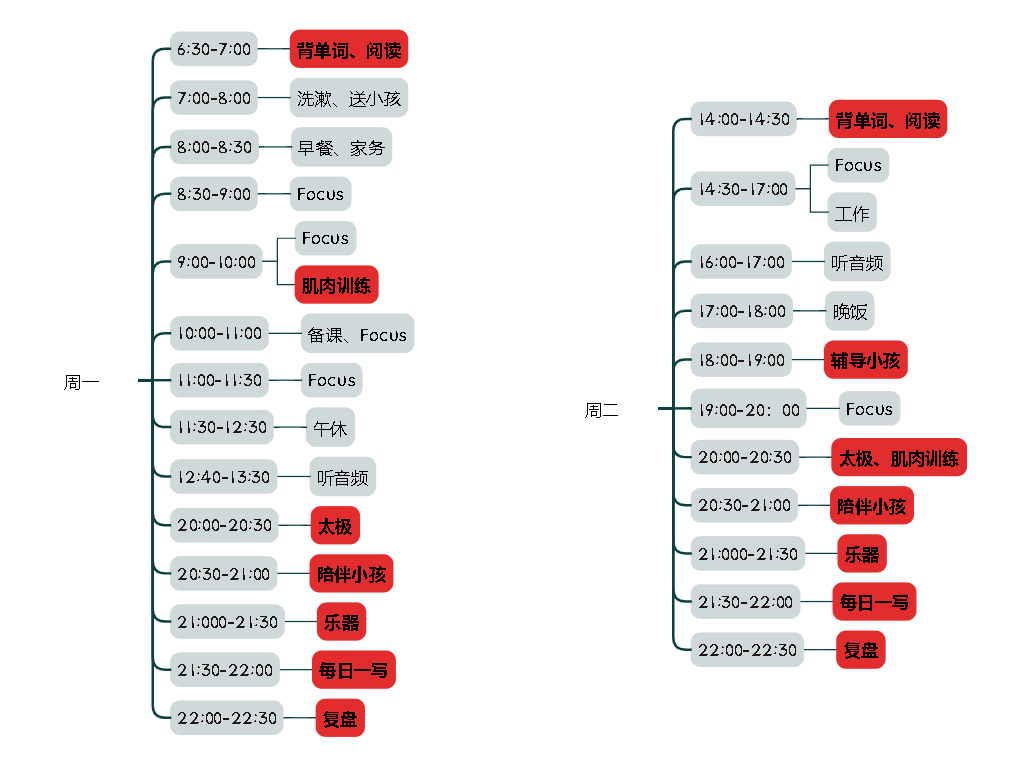 周一
6:30-7:00 背单词、阅读
7:00-8:00 洗漱、送小孩
8:00-8:30 早餐、家务
8:30-9:00 Focus
9:00-10:00
Focus
肌肉训练
10:00-11:00 备课、Focus
11:00-11:30 Focus
11:30-12:30 午休
12:40-13:30 听音频
20:00-20:30 太极
20:30-21:00 陪伴小孩
21:000-21:30 乐器
21:30-22:00 每日一写
22:00-22:30 复盘
周二
14:00-14:30 背单词、阅读
14:30-17:00
Focus
工作
16:00-17:00 听音频
17:00-18:00 晚饭
18:00-19:00 辅导小孩
19:00-20：00 Focus
20:00-20:30 太极、肌肉训练
20:30-21:00 陪伴小孩
21:000-21:30 乐器
21:30-22:00 每日一写
22:00-22:30 复盘